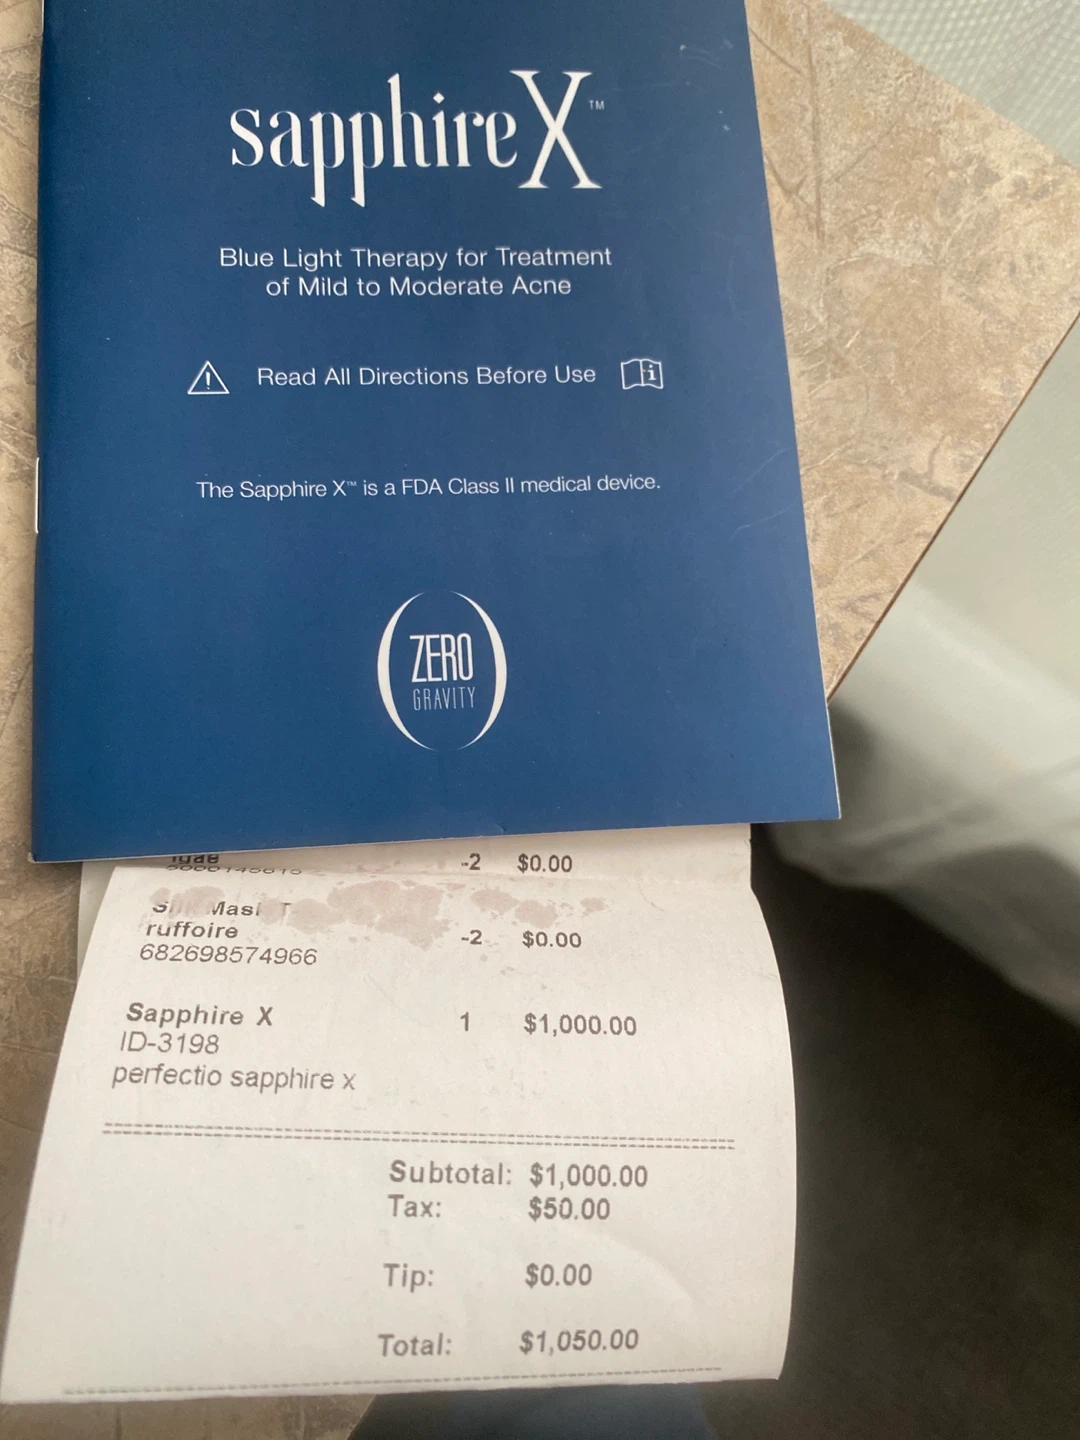 sapphireX™
Blue Light Therapy for Treatment
of Mild to Moderate Acne
Read All Directions Before Use
The Sapphire X™ is a FDA Class II medical device.
ZERO
GRAVITY
-2 $0.00
ruffoire -2 $0.00
682698574966
Sapphire X 1 $1,000.00
ID-3198
perfectio sapphire x
Subtotal: $1,000.00
Tax: $50.00
Tip: $0.00
Total: $1,050.00